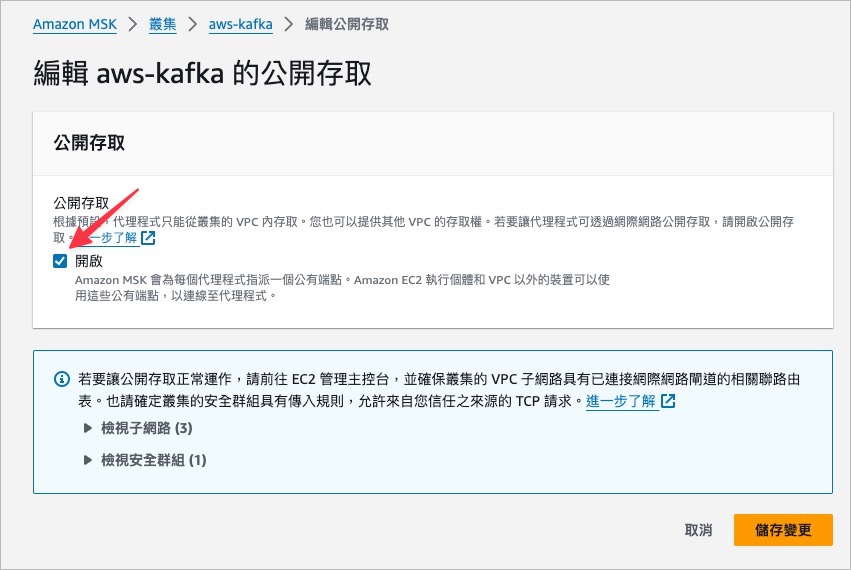 Amazon MSK > 叢集 > aws-kafka > 編輯公開存取
編輯 aws-kafka 的公開存取
公開存取
公開存取
根據預設，代理程式只能從叢集的 VPC 內存取。您也可以提供其他 VPC 的存取權。若要讓代理程式可透過網際網路公開存取，請開啟公開存
取。一步了解
開啟
Amazon MSK 會為每個代理程式指派一個公有端點。Amazon EC2 執行個體和 VPC 以外的裝置可以使
用這些公有端點，以連線至代理程式。
若要讓公開存取正常運作，請前往 EC2 管理主控台，並確保叢集的 VPC 子網路具有已連接網際網路閘道的相關聯路由
表。也請確定叢集的安全群組具有傳入規則，允許來自您信任之來源的 TCP 請求。進一步了解
檢視子網路 (3)
檢視安全群組 (1)
取消
儲存變更